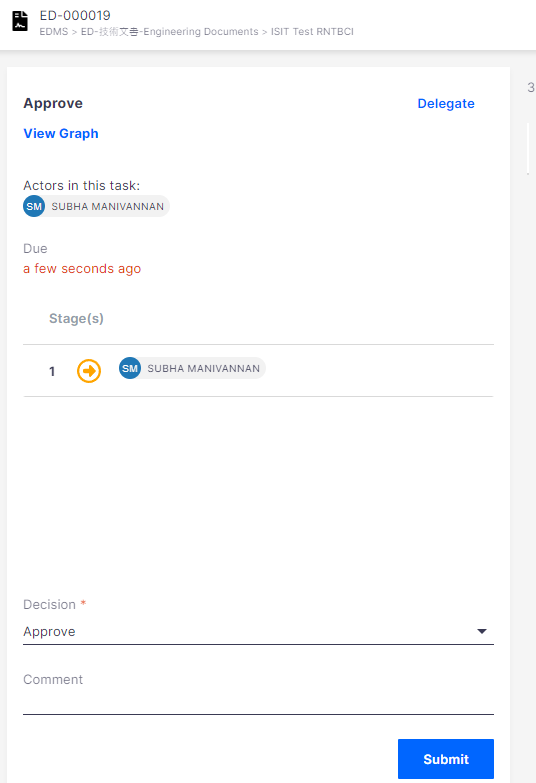 ED-000019
EDMS > ED-技術文書-Engineering Documents > ISIT Test RNTBCI
3
Approve
Delegate
View Graph
Actors in this task:
SM SUBHA MANIVANNAN
Due
a few seconds ago
Stage(s)
1 SM SUBHA MANIVANNAN
Decision *
Approve
Comment
Submit